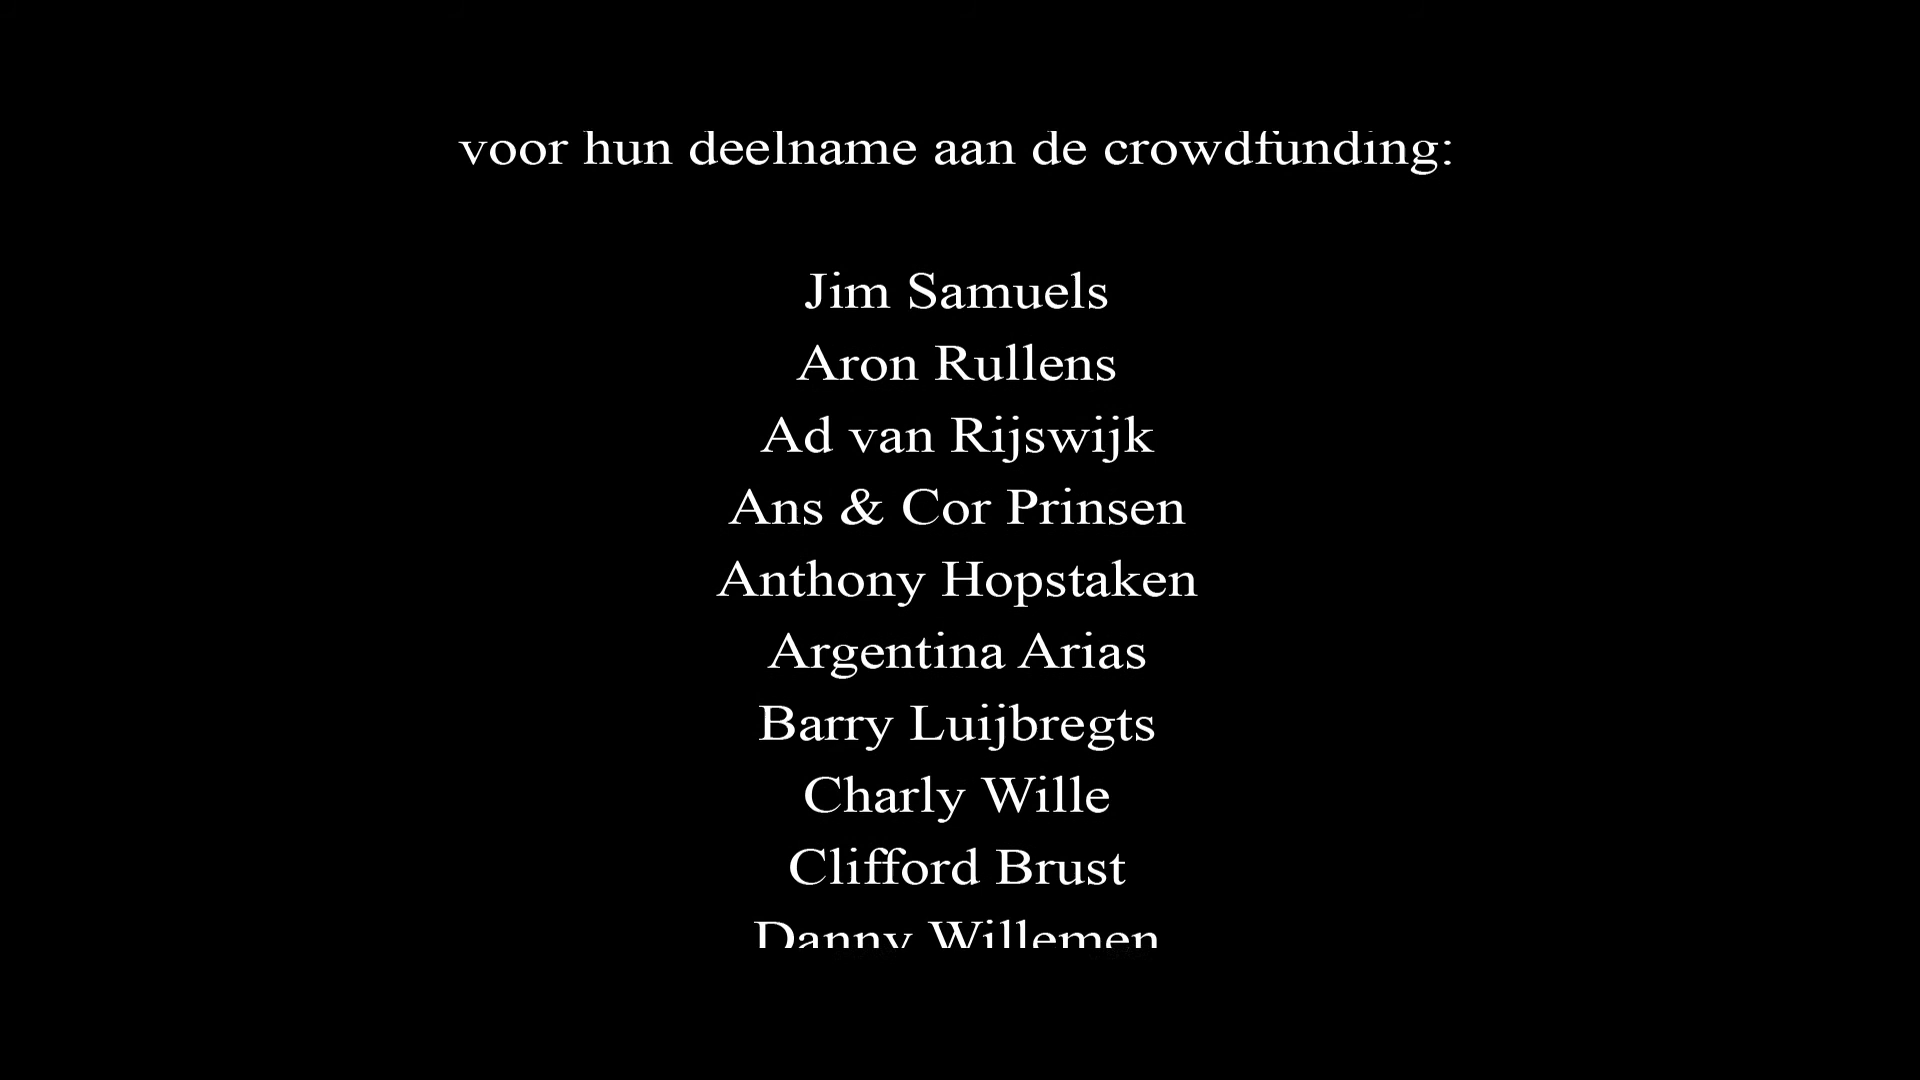 voor hun deelname aan de crowdfunding:
Jim Samuels
Aron Rullens
Ad van Rijswijk
Ans & Cor Prinsen
Anthony Hopstaken
Argentina Arias
Barry Luijbregts
Charly Wille
Clifford Brust
Danny Willemen